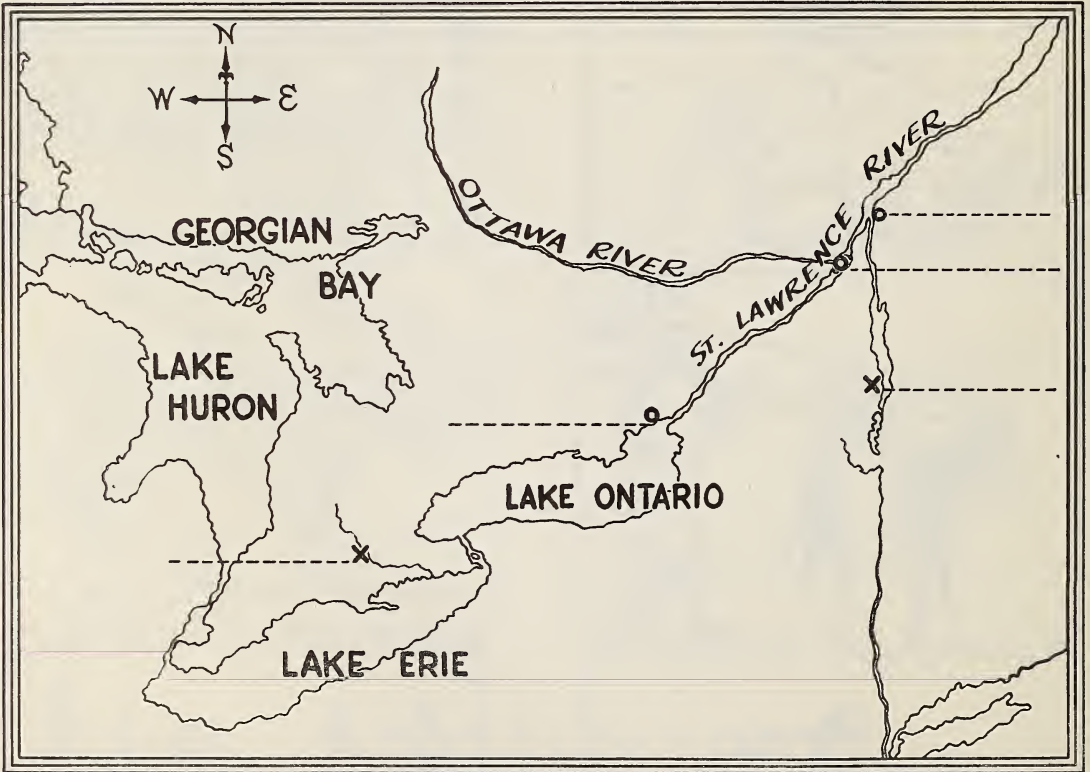 N
W E
S
OTTAWA RIVER
ST. LAWRENCE RIVER
GEORGIAN
BAY
LAKE
HURON
LAKE ONTARIO
LAKE ERIE